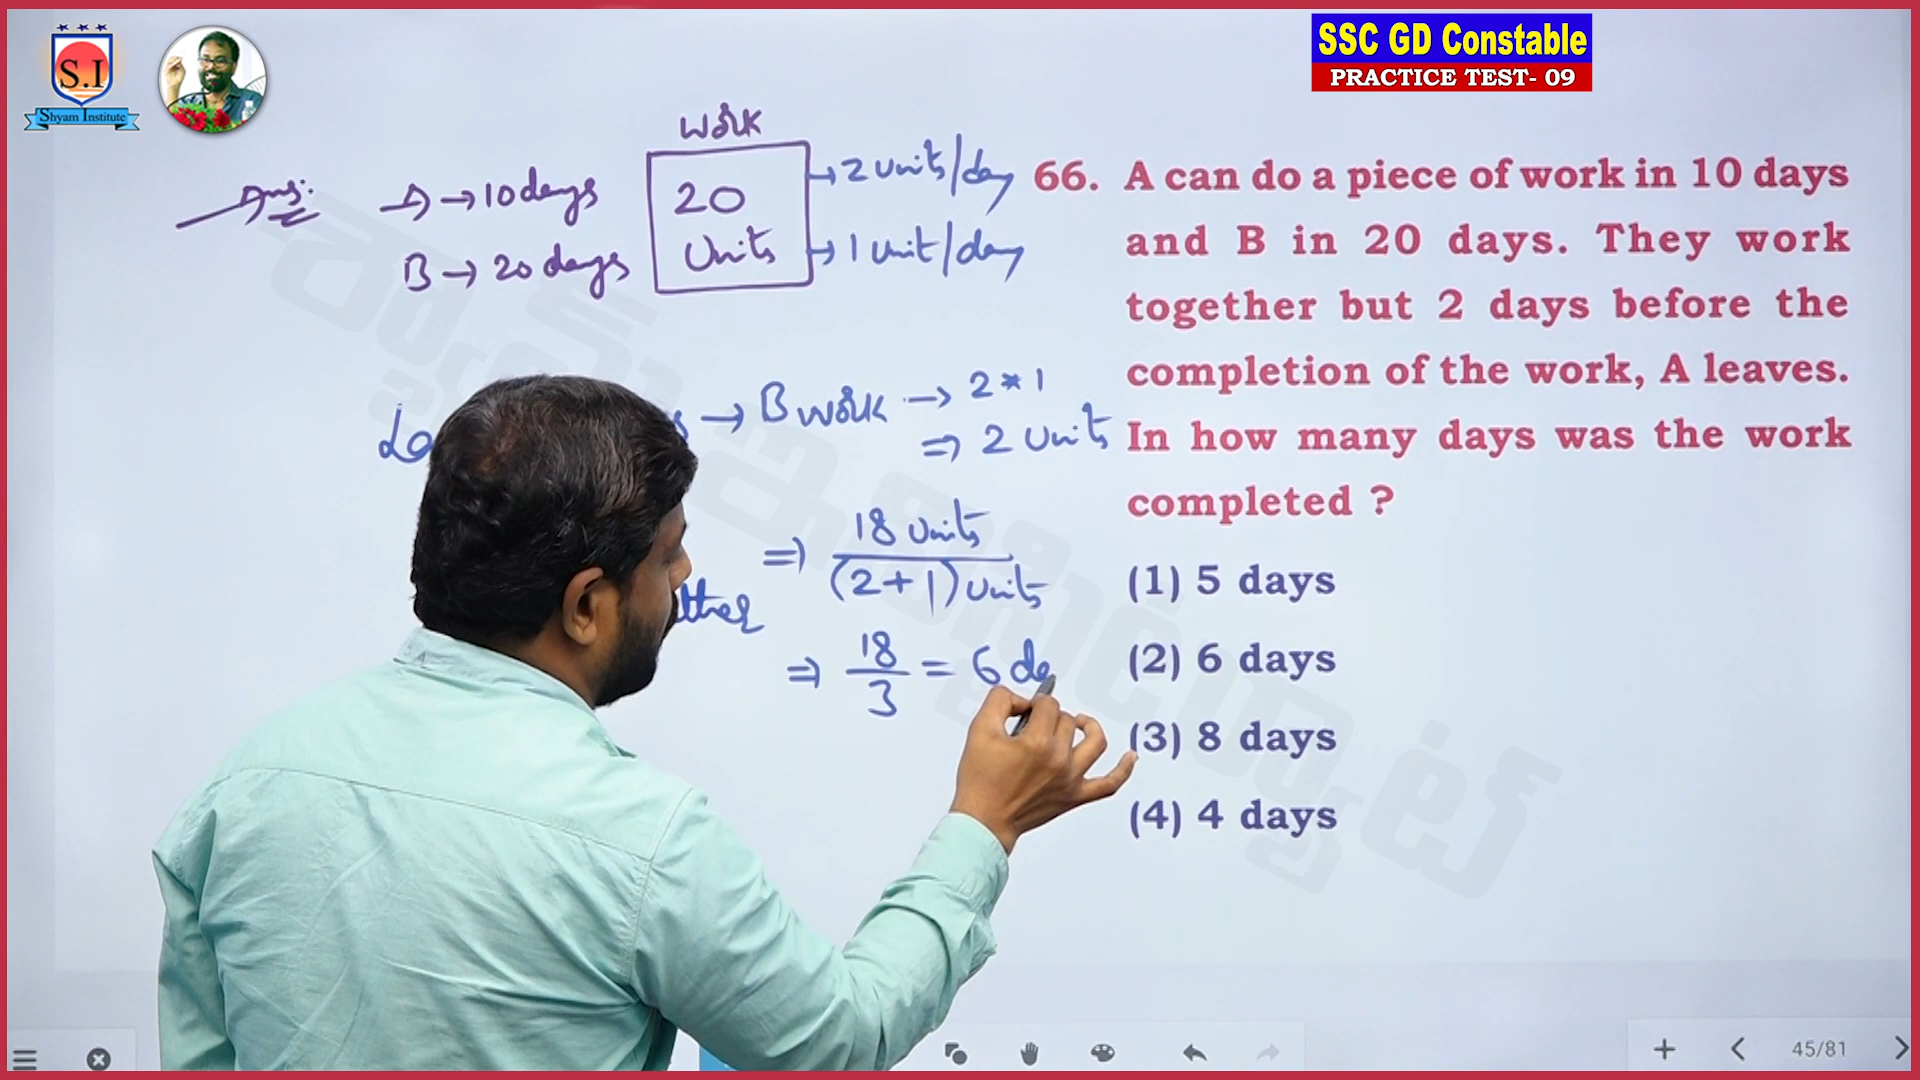 S.I
Shyam Institute
SSC GD Constable
PRACTICE TEST- 09
Work
Ans:
A → 10 days
B → 20 days
20
Units
→ 2 units/day
→ 1 unit/day
→ B work → 2 * 1
⇒ 2 Units
⇒ 18 Units
(2+1) Units
⇒ 18
3
= 6 da
66. A can do a piece of work in 10 days
and B in 20 days. They work
together but 2 days before the
completion of the work, A leaves.
In how many days was the work
completed ?
(1) 5 days
(2) 6 days
(3) 8 days
(4) 4 days
45/81